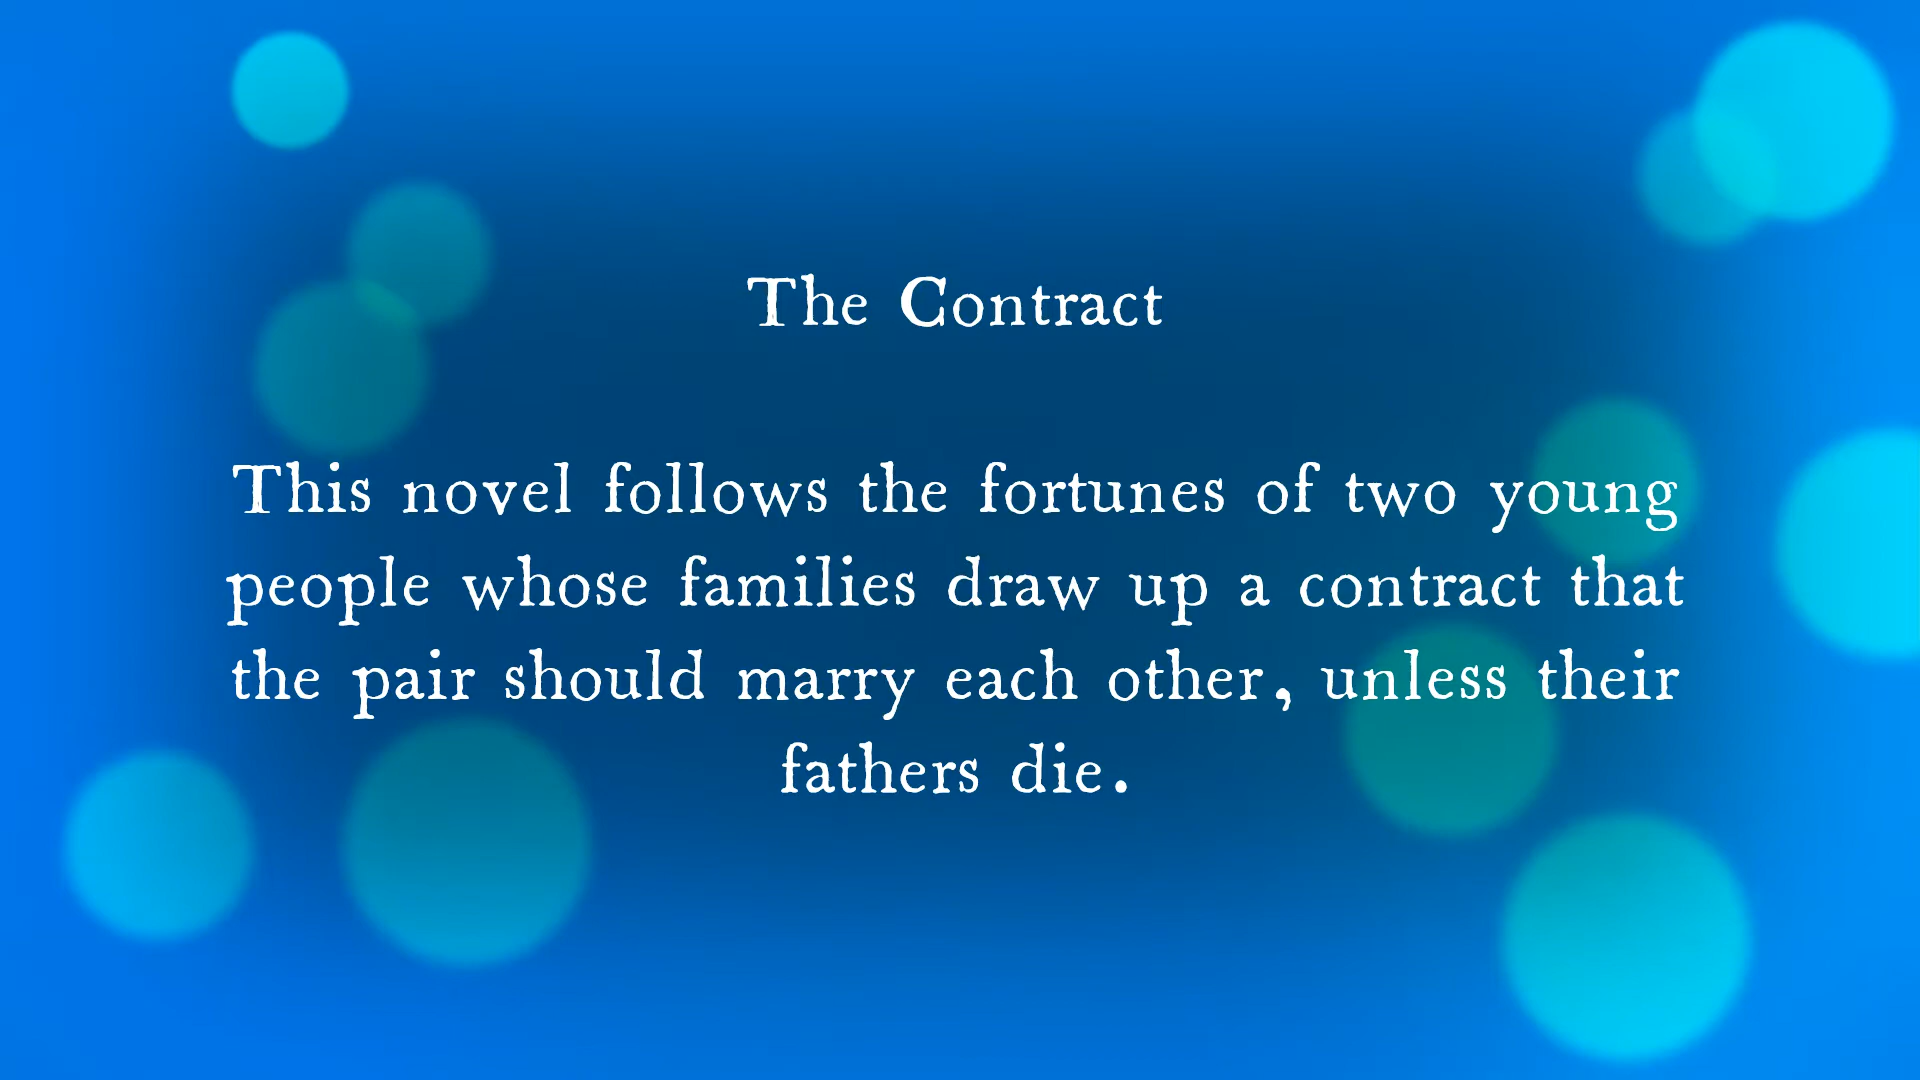 The Contract
This novel follows the fortunes of two young
people whose families draw up a contract that
the pair should marry each other, unless their
fathers die.